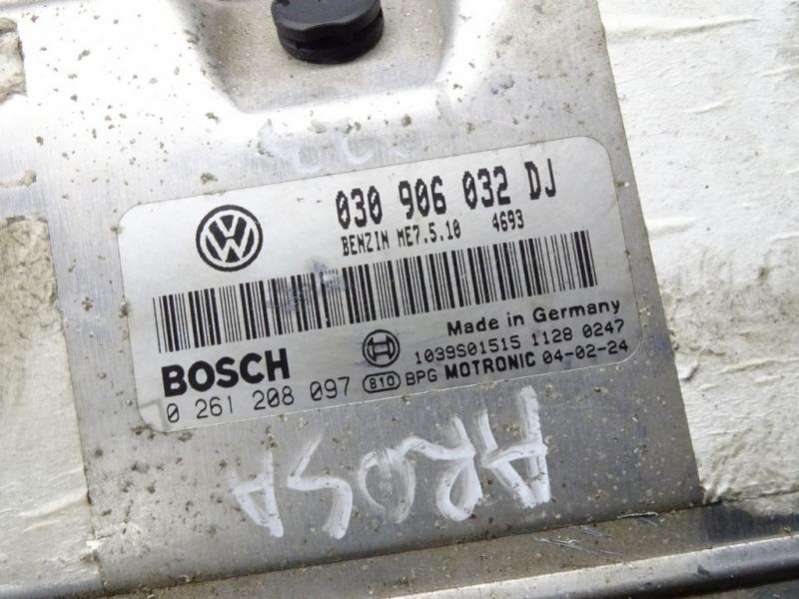 030 906 032 DJ
BENZIN ME7.5.10 4693
Made in Germany
BOSCH 1039S01515 1128 0247
0 261 208 097 810 BPG MOTRONIC 04-02-24
AROSA